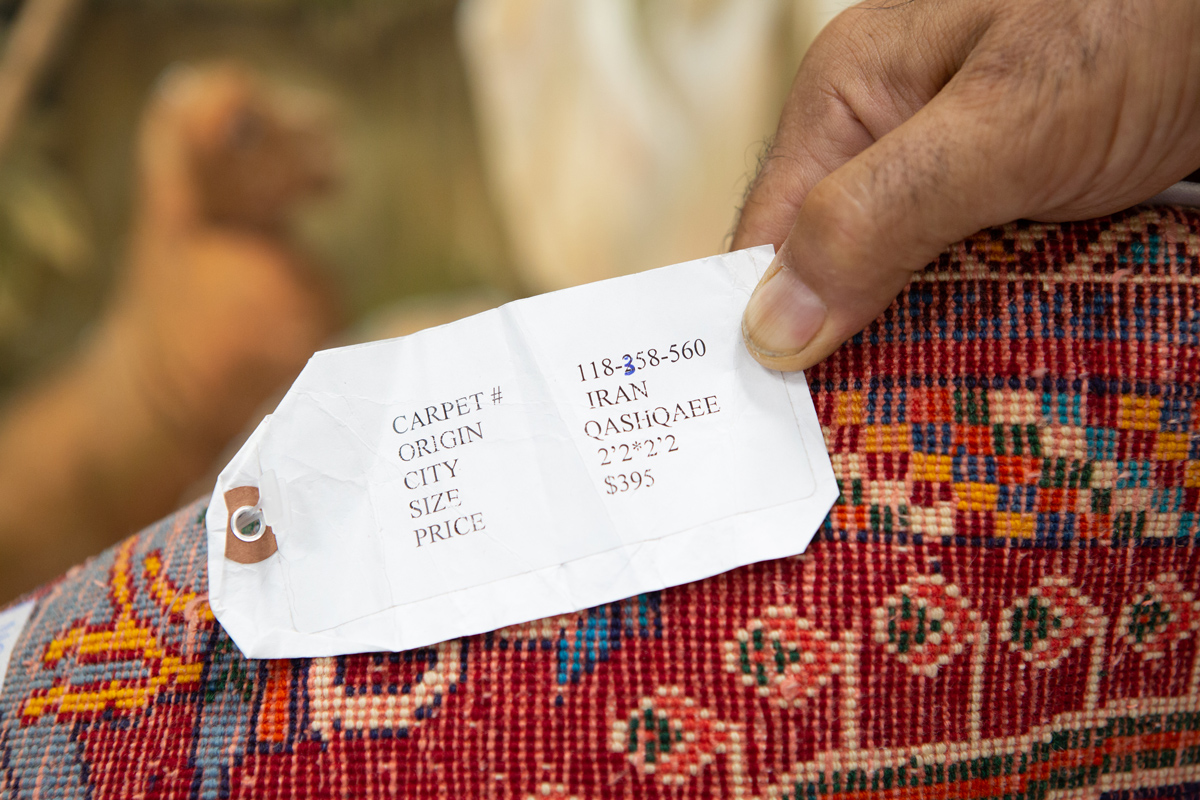 CARPET # 118-358-560
ORIGIN IRAN
CITY QASHQAEE
SIZE 2'2*2'2
PRICE $395